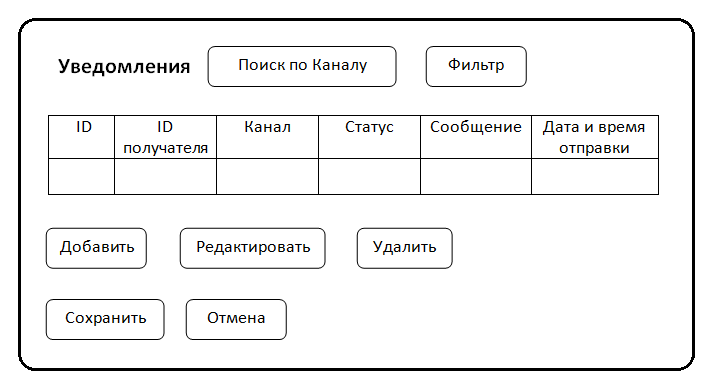 Уведомления Поиск по Каналу Фильтр
ID ID получателя Канал Статус Сообщение Дата и время отправки
Добавить Редактировать Удалить
Сохранить Отмена